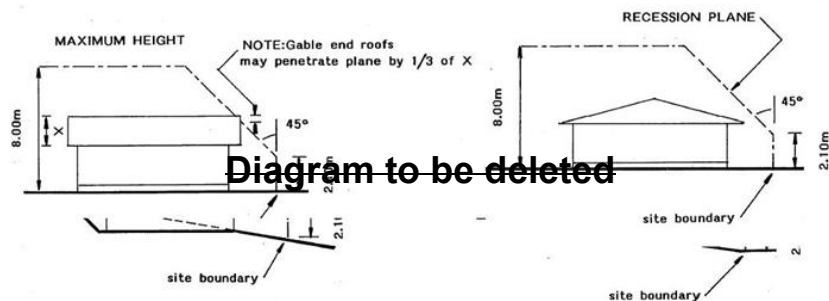 MAXIMUM HEIGHT
NOTE:Gable end roofs
may penetrate plane by 1/3 of X
8.00m
X
45°
site boundary
RECESSION PLANE
8.00m
45°
2.10m
site boundary
site boundary
Diagram to be deleted